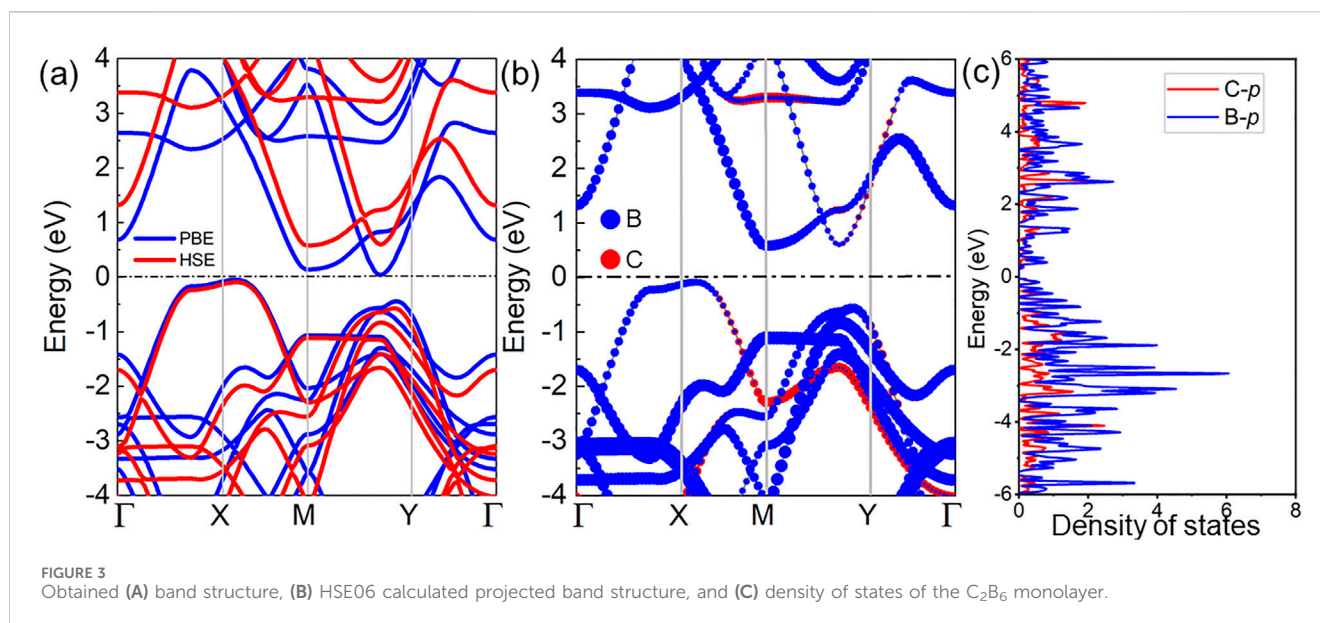 (a)
4
3
2
1
0
-1
-2
-3
-4
Energy (eV)
PBE
HSE
Γ X M Y Γ
(b)
4
3
2
1
0
-1
-2
-3
-4
Energy (eV)
B
C
Γ X M Y Γ
(c)
6
4
2
0
-2
-4
-6
Energy (eV)
C-p
B-p
0 2 4 6 8
Density of states
FIGURE 3
Obtained (A) band structure, (B) HSE06 calculated projected band structure, and (C) density of states of the C₂B₆ monolayer.